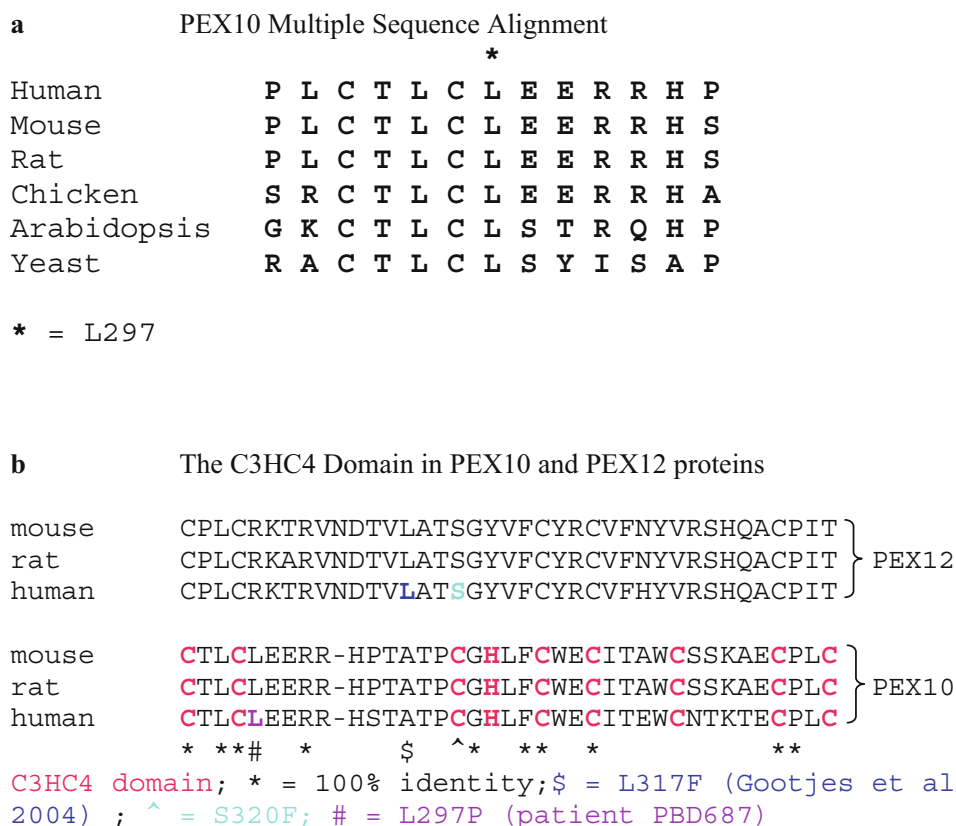 a PEX10 Multiple Sequence Alignment
*
Human P L C T L C L E E R R H P
Mouse P L C T L C L E E R R H S
Rat P L C T L C L E E R R H S
Chicken S R C T L C L E E R R H A
Arabidopsis G K C T L C L S T R Q H P
Yeast R A C T L C L S Y I S A P
* = L297
b The C3HC4 Domain in PEX10 and PEX12 proteins
mouse CPLCRKTRVNDTVLATSGYVFCYRCVFNYVRSHQACPIT
rat CPLCRKARVNDTVLATSGYVFCYRCVFNYVRSHQACPIT } PEX12
human CPLCRKTRVNDTVLATSGYVFCYRCVFHYVRSHQACPIT
mouse CTLCLEERR-HPTATPCGHLFCWECITAWCSSKAECPLC
rat CTLCLEERR-HPTATPCGHLFCWECITAWCSSKAECPLC } PEX10
human CTLCLEERR-HSTATPCGHLFCWECITEWCNTKTECPLC
* **# * $ ^* ** * **
C3HC4 domain; * = 100% identity;$ = L317F (Gootjes et al
2004) ; ^ = S320F; # = L297P (patient PBD687)